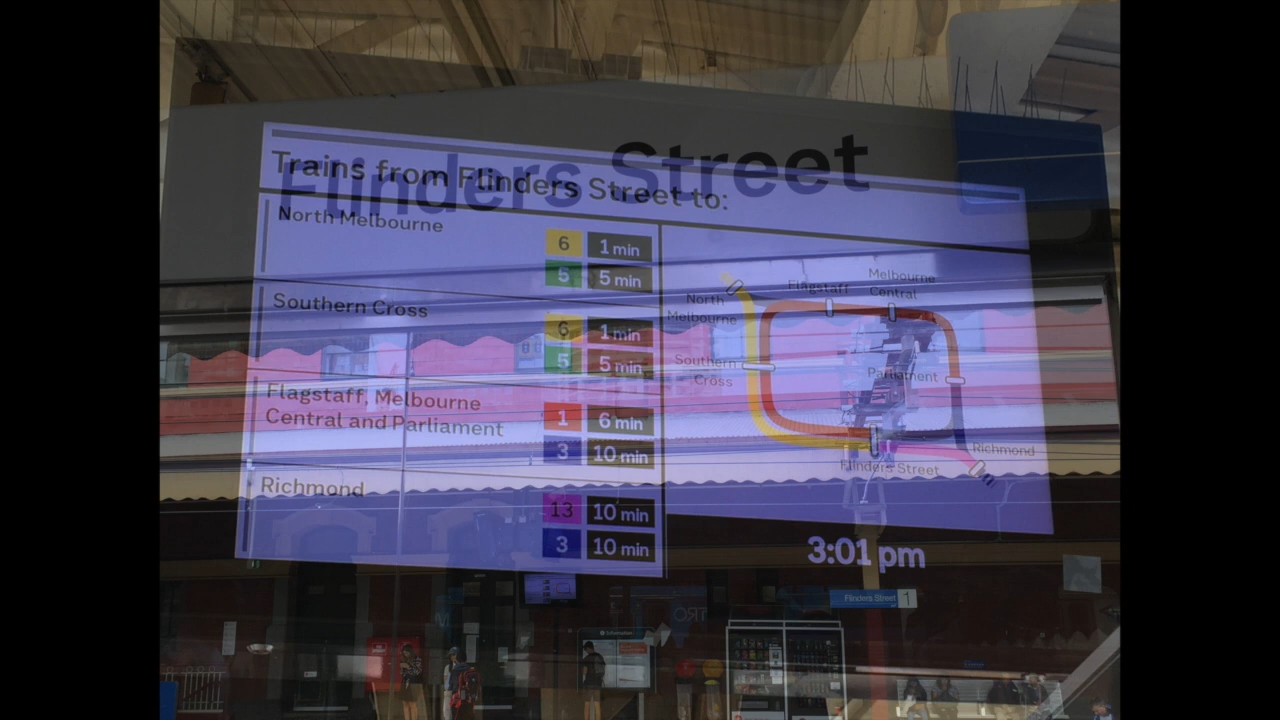 Flinders Street
Trains from Flinders Street to:
North Melbourne
6 1 min
5 5 min
Southern Cross
6 1 min
5 5 min
Flagstaff, Melbourne
Central and Parliament
1 6 min
3 10 min
Richmond
13 10 min
3 10 min
Flagstaff
Melbourne
Central
North
Melbourne
Southern
Cross
Parliament
Richmond
Flinders Street
3:01 pm
Flinders Street 1
Information